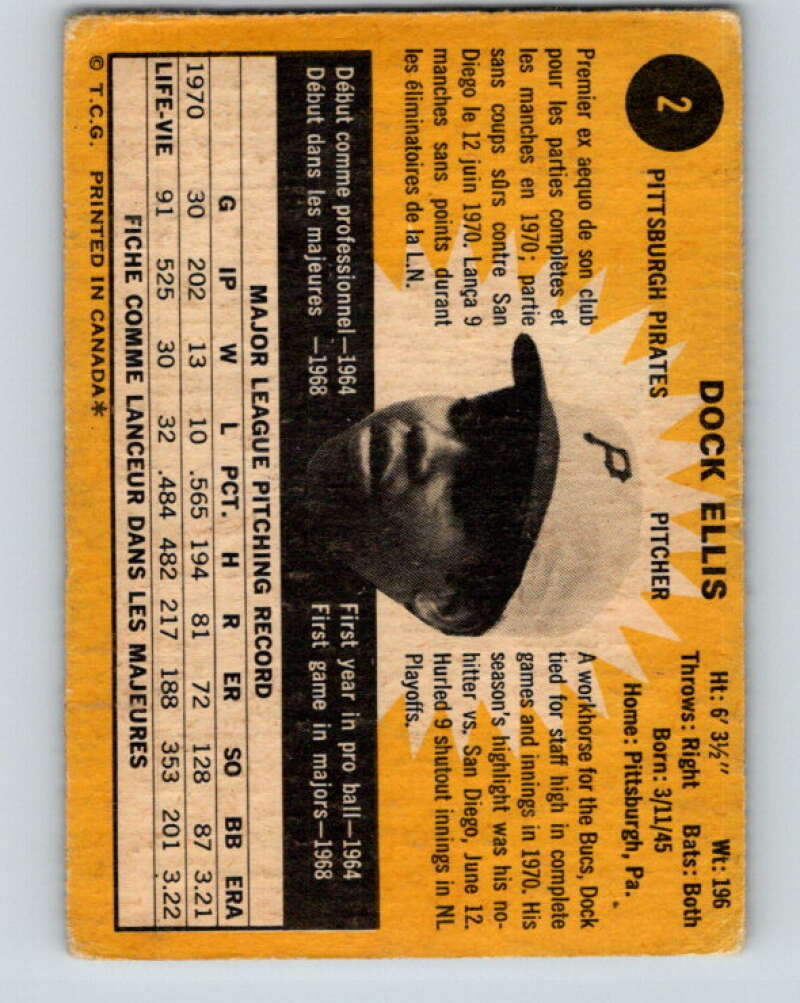 2
DOCK ELLIS
PITTSBURGH PIRATES PITCHER
Ht: 6' 3½" Wt: 196
Throws: Right Bats: Both
Born: 3/11/45
Home: Pittsburgh, Pa.
Premier ex aequo de son club
pour les parties complètes et
les manches en 1970; partie
sans coups sûrs contre San
Diego le 12 juin 1970. Lança 9
manches sans points durant
les éliminatoires de la L.N.
P
A workhorse for the Bucs, Dock
tied for staff high in complete
games and innings in 1970. His
season's highlight was his no-
hitter vs. San Diego, June 12.
Hurled 9 shutout innings in NL
Playoffs.
Début comme professionnel—1964
Début dans les majeures —1968
First year in pro ball—1964
First game in majors—1968
MAJOR LEAGUE PITCHING RECORD
G IP W L PCT. H R ER SO BB ERA
1970 30 202 13 10 .565 194 81 72 128 87 3.21
LIFE-VIE 91 525 30 32 .484 482 217 188 353 201 3.22
FICHE COMME LANCEUR DANS LES MAJEURES
© T.C.G. PRINTED IN CANADA*